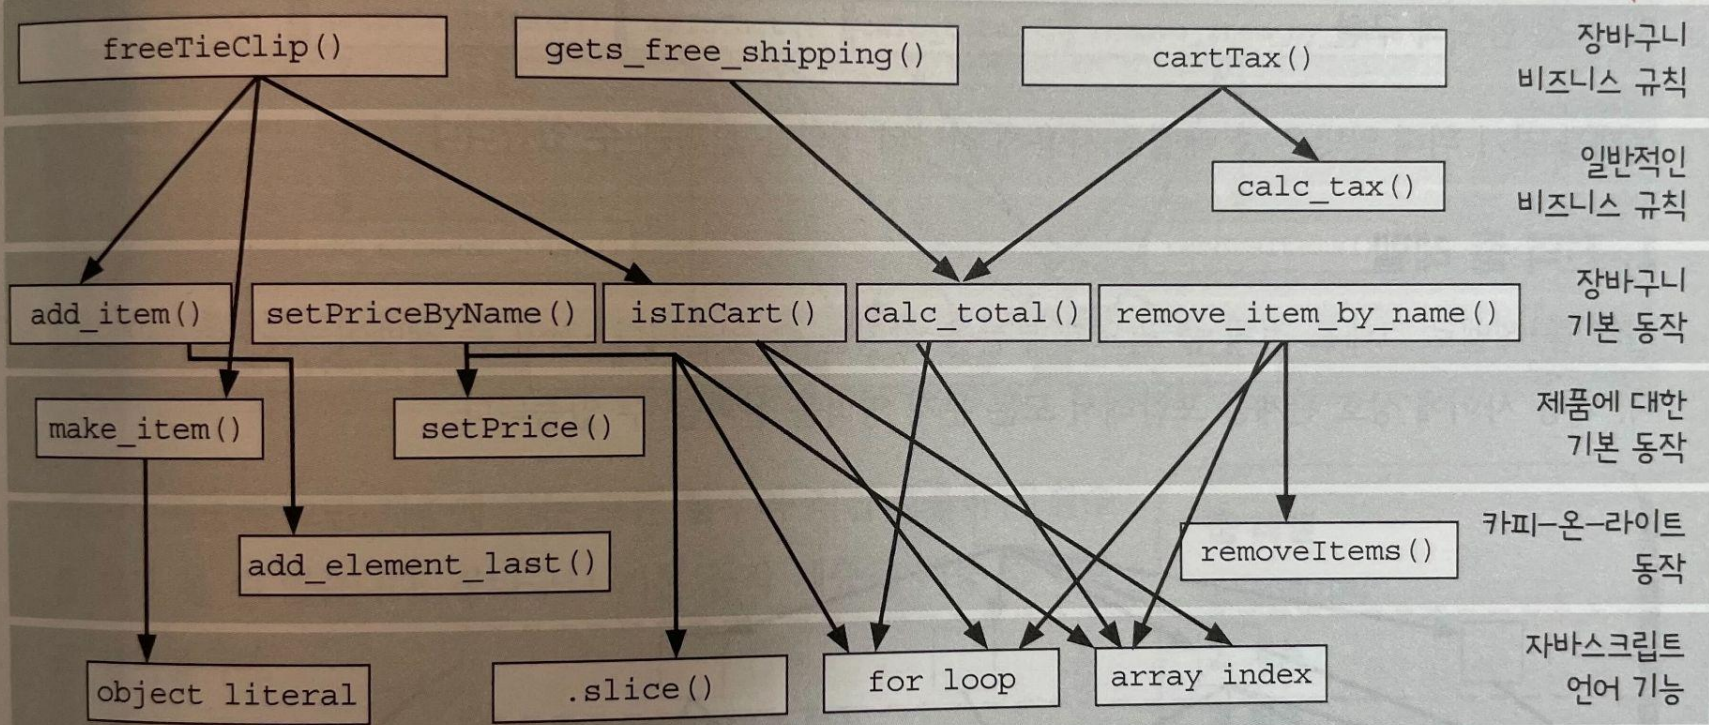 freeTieClip()
gets_free_shipping()
cartTax()
장바구니
비즈니스 규칙
calc_tax()
일반적인
비즈니스 규칙
add_item()
setPriceByName()
isInCart()
calc_total()
remove_item_by_name()
장바구니
기본 동작
make_item()
setPrice()
제품에 대한
기본 동작
add_element_last()
removeItems()
카피-온-라이트
동작
object literal
.slice()
for loop
array index
자바스크립트
언어 기능